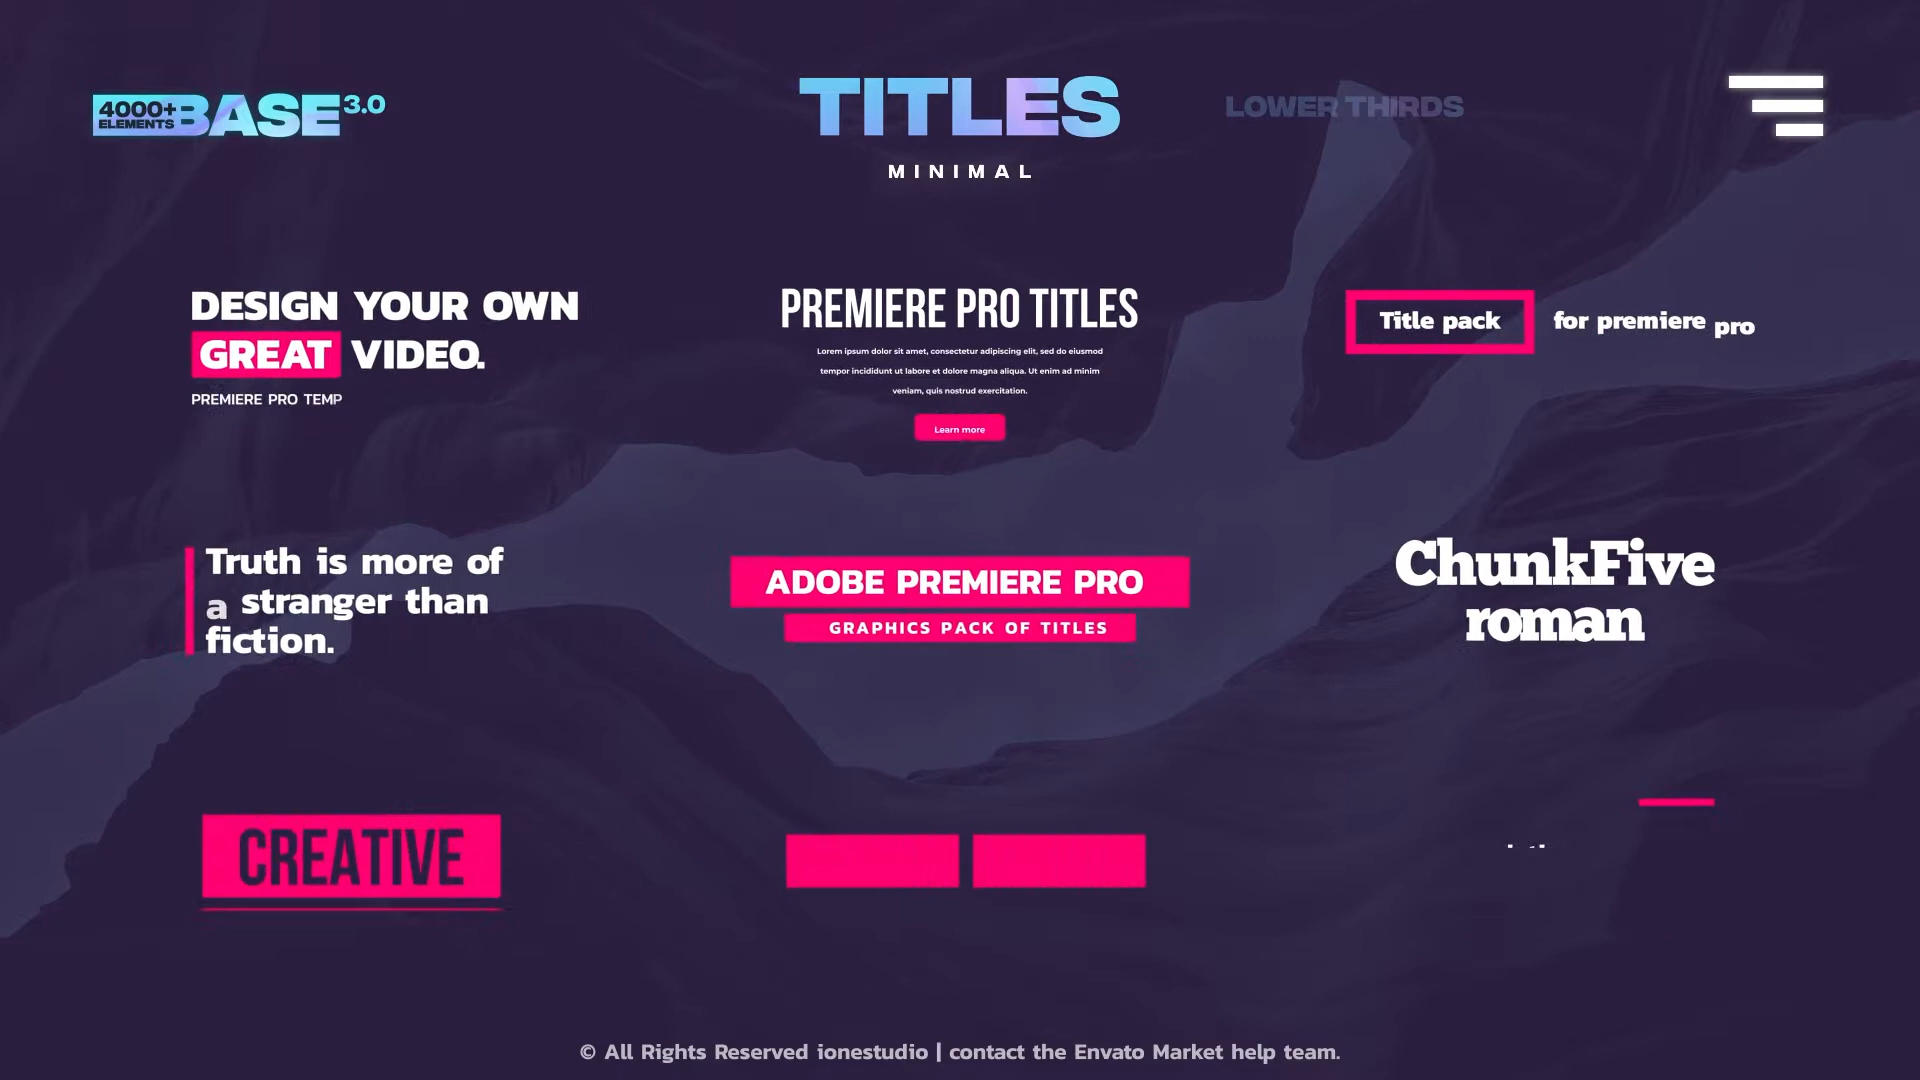 4000+
ELEMENTS
BASE 3.0
TITLES
MINIMAL
LOWER THIRDS
DESIGN YOUR OWN
GREAT VIDEO.
PREMIERE PRO TEMP
PREMIERE PRO TITLES
Lorem ipsum dolor sit amet, consectetur adipiscing elit, sed do eiusmod
tempor incididunt ut labore et dolore magna aliqua. Ut enim ad minim
veniam, quis nostrud exercitation.
Learn more
Title pack for premiere pro
Truth is more of
a stranger than
fiction.
ADOBE PREMIERE PRO
GRAPHICS PACK OF TITLES
ChunkFive
roman
CREATIVE
© All Rights Reserved ionestudio | contact the Envato Market help team.